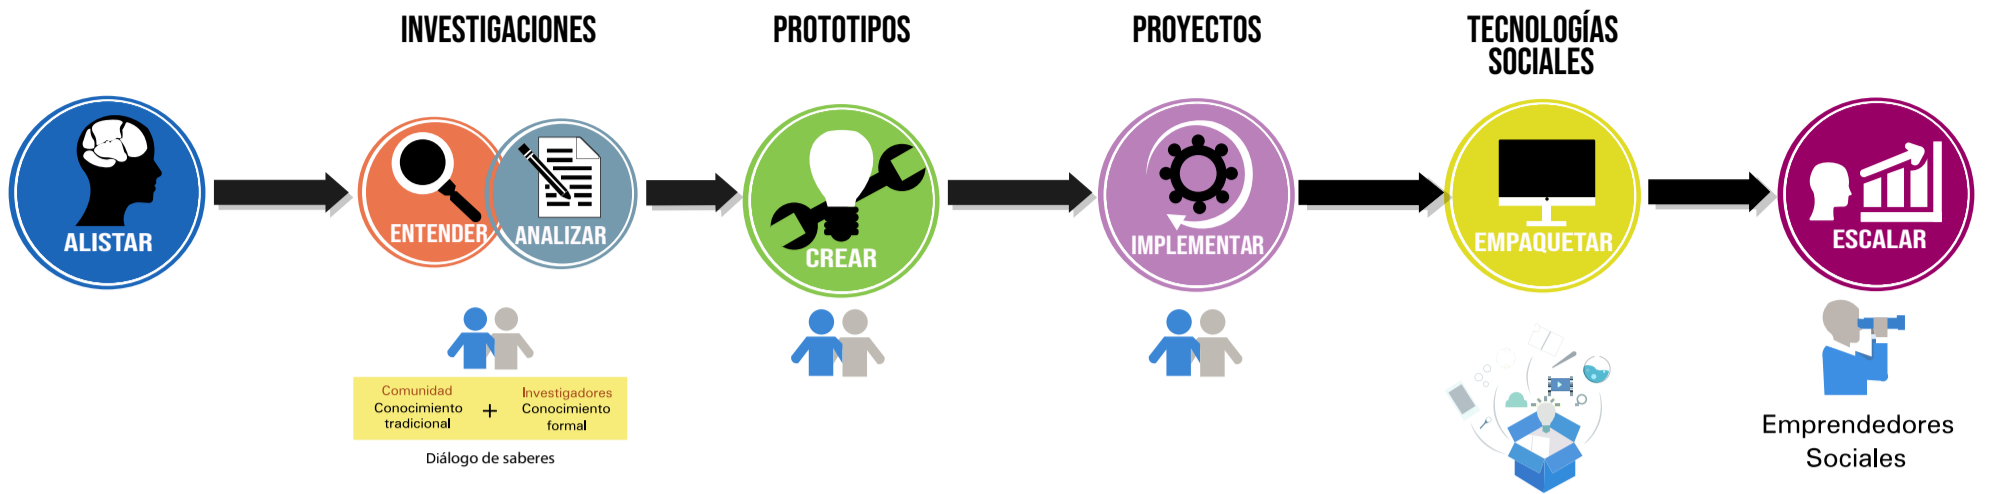 INVESTIGACIONES
PROTOTIPOS
PROYECTOS
TECNOLOGÍAS
SOCIALES
ALISTAR
ENTENDER
ANALIZAR
CREAR
IMPLEMENTAR
EMPAQUETAR
ESCALAR
Comunidad
Conocimiento
tradicional
+
Investigadores
Conocimiento
formal
Diálogo de saberes
Emprendedores
Sociales